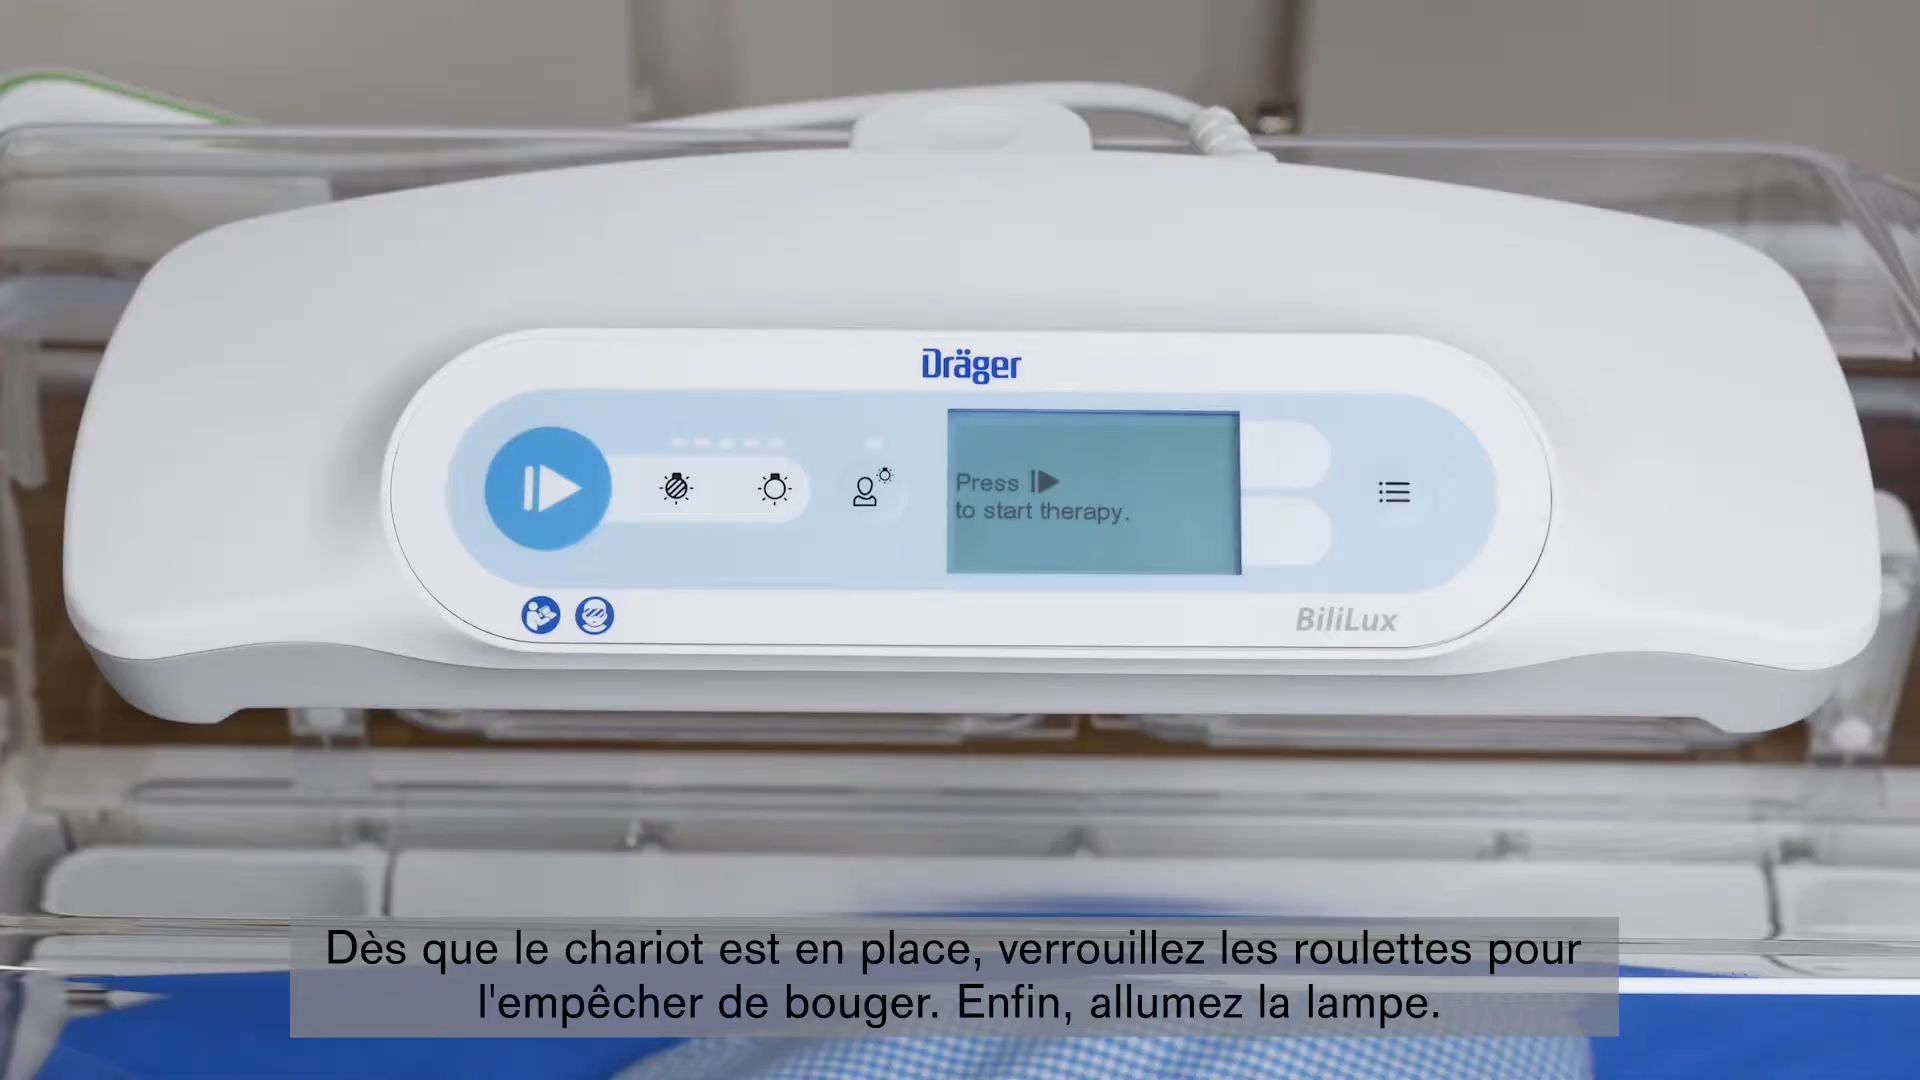 Dräger
Press
to start therapy.
BiliLux
Dès que le chariot est en place, verrouillez les roulettes pour
l'empêcher de bouger. Enfin, allumez la lampe.